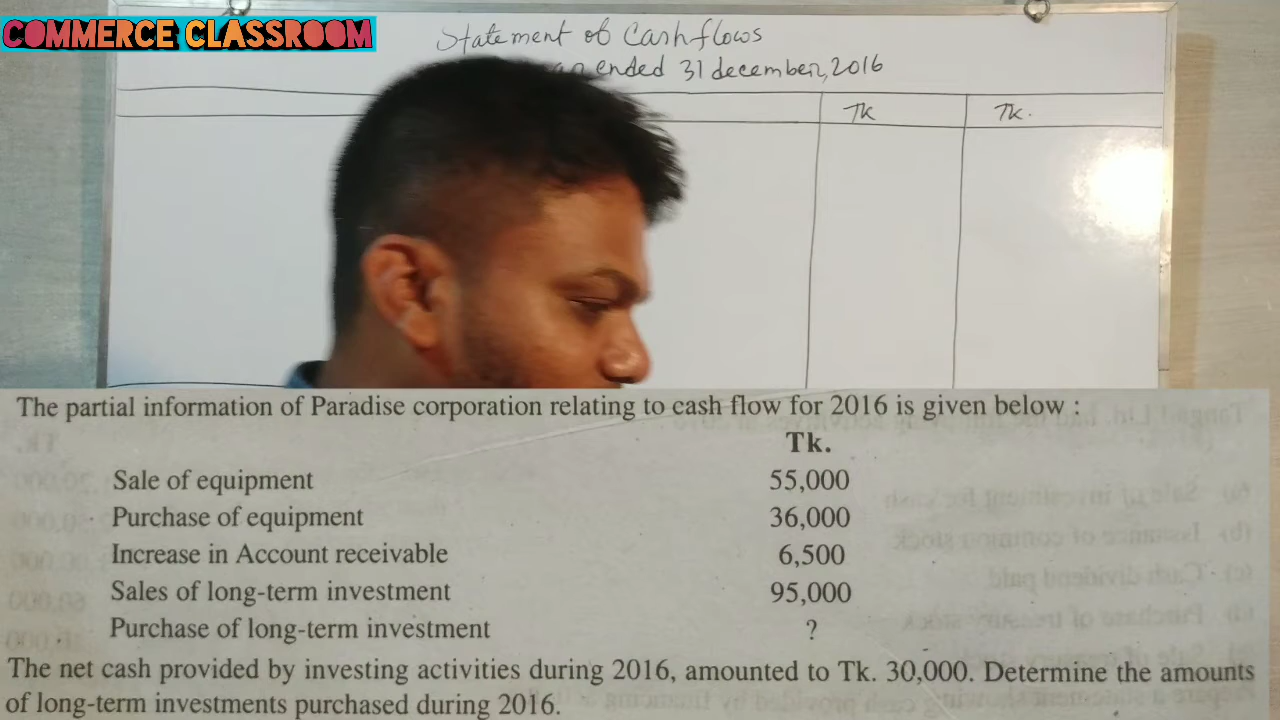 COMMERCE CLASSROOM
Statement of Cashflows
ended 31 december, 2016
TK TK.
The partial information of Paradise corporation relating to cash flow for 2016 is given below :
Tk.
Sale of equipment 55,000
Purchase of equipment 36,000
Increase in Account receivable 6,500
Sales of long-term investment 95,000
Purchase of long-term investment ?
The net cash provided by investing activities during 2016, amounted to Tk. 30,000. Determine the amounts
of long-term investments purchased during 2016.